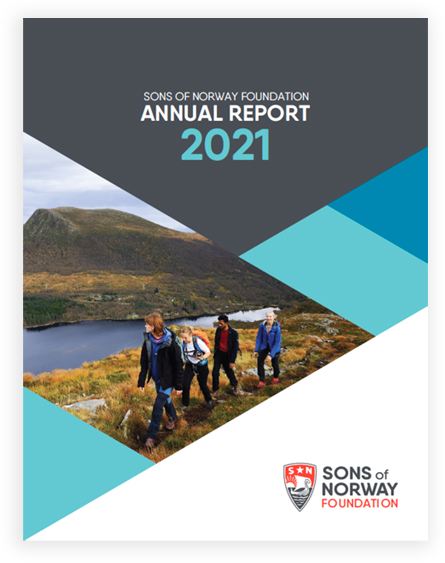 SONS OF NORWAY FOUNDATION
ANNUAL REPORT
2021
S★N
SONS of
NORWAY
FOUNDATION